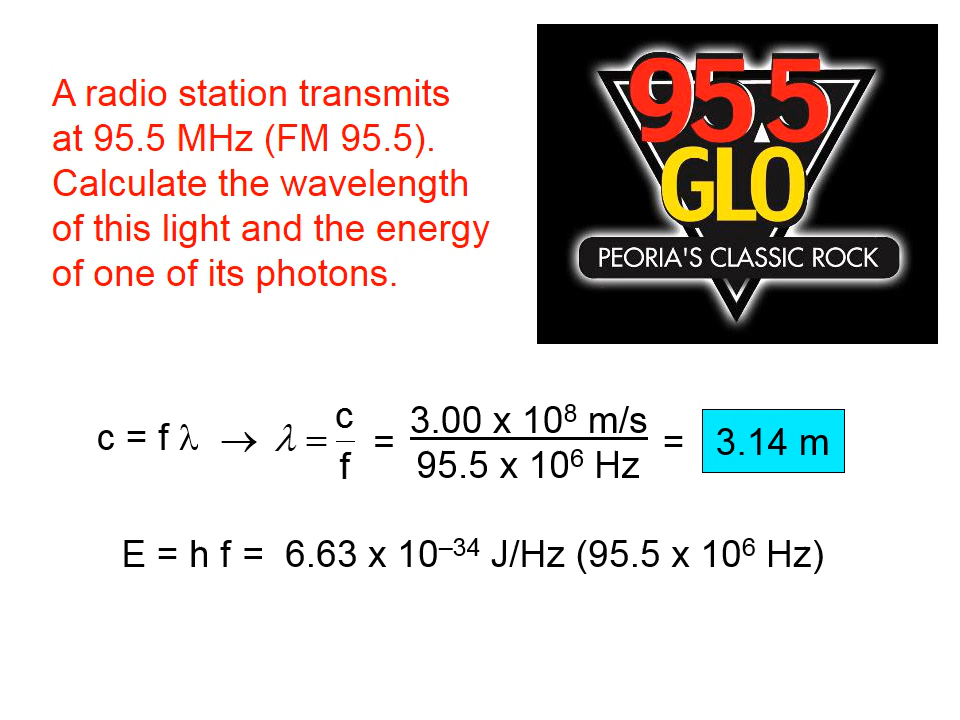 A radio station transmits
at 95.5 MHz (FM 95.5).
Calculate the wavelength
of this light and the energy
of one of its photons.
95 5
GLO
PEORIA'S CLASSIC ROCK
c = f λ → λ = c/f = 3.00 x 10⁸ m/s / 95.5 x 10⁶ Hz = 3.14 m
E = h f = 6.63 x 10⁻³⁴ J/Hz (95.5 x 10⁶ Hz)